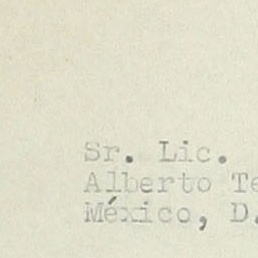 Sr. Lic.
Alberto Te
México, D.